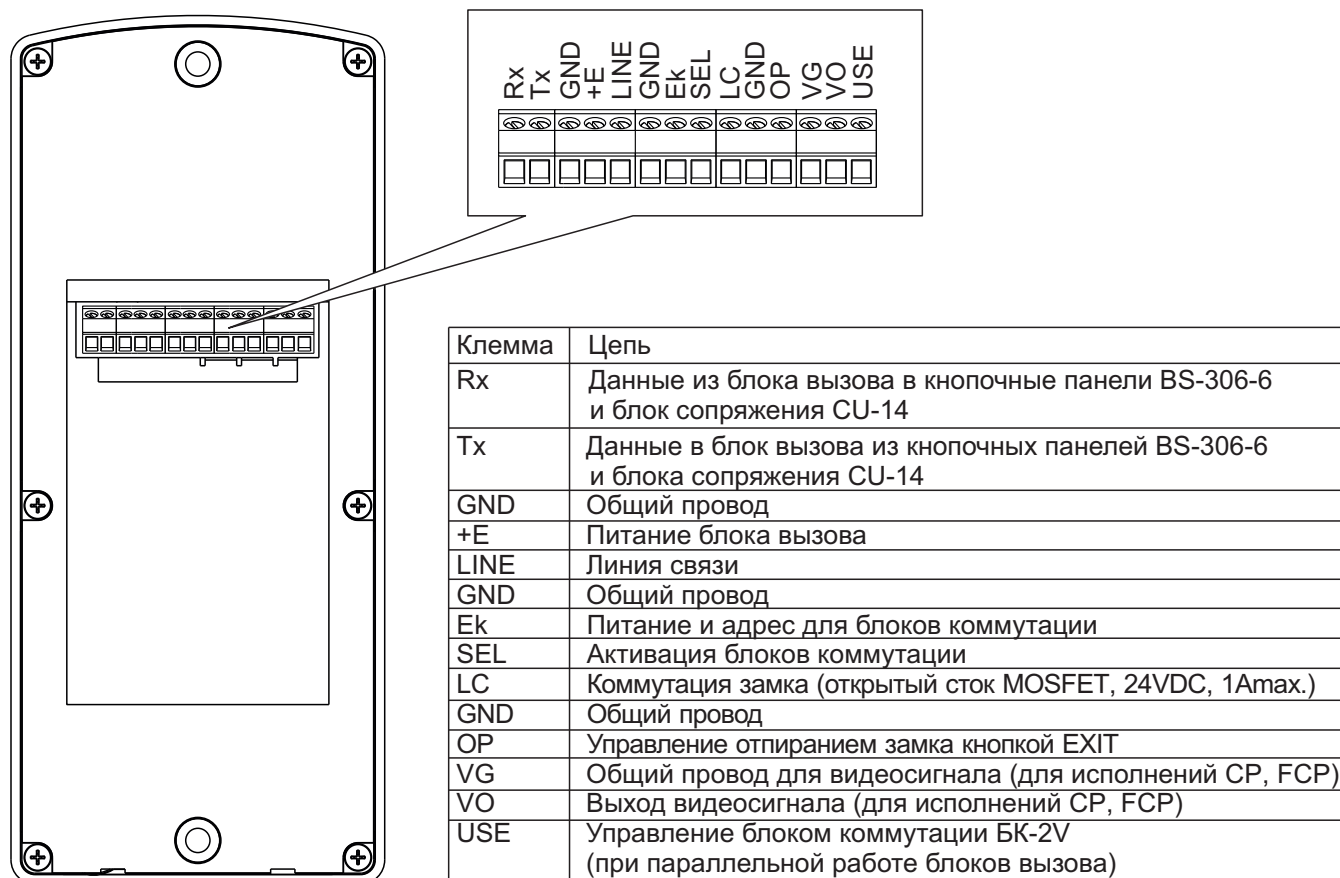 Rx
Tx
GND
+E
LINE
GND
Ek
SEL
LC
GND
OP
VG
VO
USE
Клемма Цепь
Rx Данные из блока вызова в кнопочные панели BS-306-6
и блок сопряжения CU-14
Tx Данные в блок вызова из кнопочных панелей BS-306-6
и блока сопряжения CU-14
GND Общий провод
+E Питание блока вызова
LINE Линия связи
GND Общий провод
Ek Питание и адрес для блоков коммутации
SEL Активация блоков коммутации
LC Коммутация замка (открытый сток MOSFET, 24VDC, 1Amax.)
GND Общий провод
OP Управление отпиранием замка кнопкой EXIT
VG Общий провод для видеосигнала (для исполнений CP, FCP)
VO Выход видеосигнала (для исполнений CP, FCP)
USE Управление блоком коммутации БК-2V
(при параллельной работе блоков вызова)